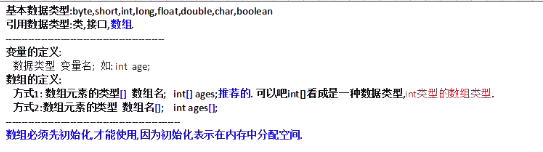 基本数据类型:byte,short,int,long,float,double,char,boolean
引用数据类型:类,接口,数组.
----------------------------------------
变量的定义:
数据类型 变量名; 如: int age;
数组的定义:
方式1: 数组元素的类型[] 数组名; int[] ages;推荐的. 可以吧int[]看成是一种数据类型,int类型的数组类型.
方式2:数组元素的类型 数组名[]; int ages[];
----------------------------------------
数组必须先初始化,才能使用,因为初始化表示在内存中分配空间.